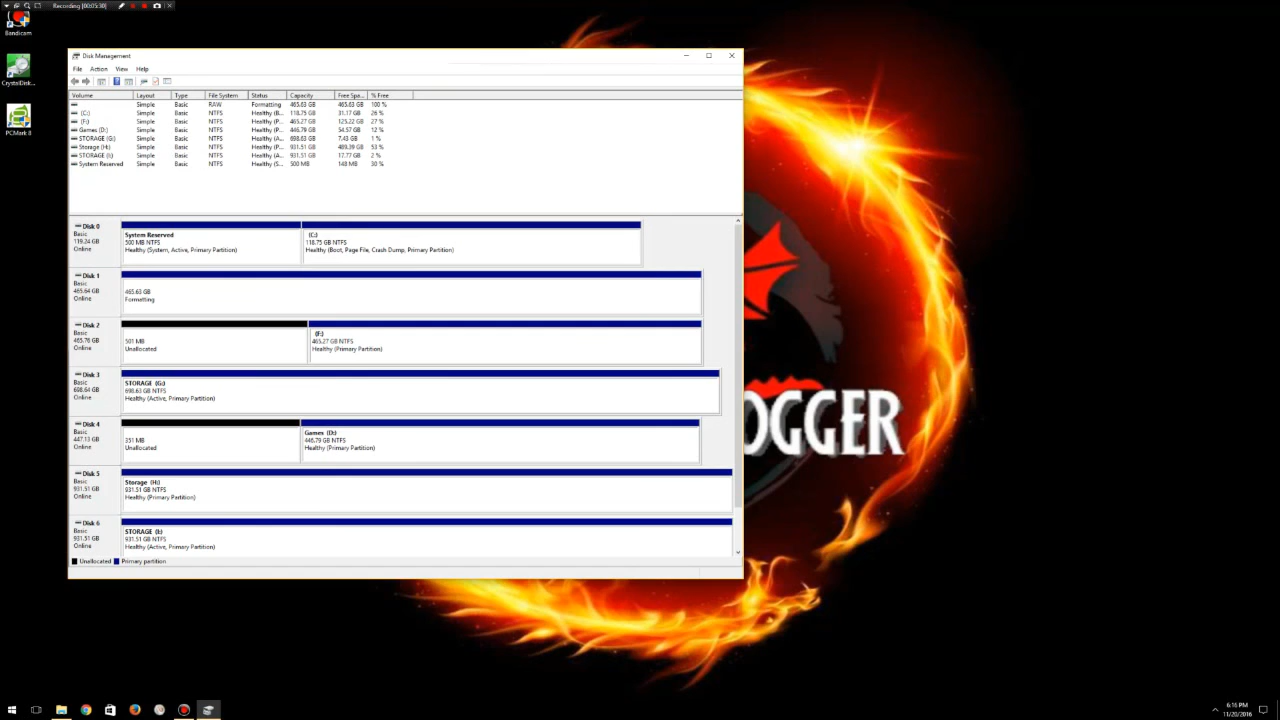 Recording [00:05:30]
Bandicam
CrystalDisk...
PCMark 8
Disk Management
File Action View Help
Volume Layout Type File System Status Capacity Free Spa... % Free
Simple Basic RAW Formatting 465.63 GB 465.63 GB 100 %
(C:) Simple Basic NTFS Healthy (B... 118.75 GB 31.17 GB 26 %
(F:) Simple Basic NTFS Healthy (P... 465.27 GB 125.22 GB 27 %
Games (D:) Simple Basic NTFS Healthy (P... 446.79 GB 54.57 GB 12 %
STORAGE (G:) Simple Basic NTFS Healthy (A... 698.63 GB 7.43 GB 1 %
Storage (H:) Simple Basic NTFS Healthy (P... 931.51 GB 489.39 GB 53 %
STORAGE (I:) Simple Basic NTFS Healthy (A... 931.51 GB 17.77 GB 2 %
System Reserved Simple Basic NTFS Healthy (S... 500 MB 148 MB 30 %
Disk 0
Basic
119.24 GB
Online
System Reserved
500 MB NTFS
Healthy (System, Active, Primary Partition)
(C:)
118.75 GB NTFS
Healthy (Boot, Page File, Crash Dump, Primary Partition)
Disk 1
Basic
465.64 GB
Online
465.63 GB
Formatting
Disk 2
Basic
465.76 GB
Online
501 MB
Unallocated
(F:)
465.27 GB NTFS
Healthy (Primary Partition)
Disk 3
Basic
698.64 GB
Online
STORAGE (G:)
698.63 GB NTFS
Healthy (Active, Primary Partition)
Disk 4
Basic
447.13 GB
Online
351 MB
Unallocated
Games (D:)
446.79 GB NTFS
Healthy (Primary Partition)
Disk 5
Basic
931.51 GB
Online
Storage (H:)
931.51 GB NTFS
Healthy (Primary Partition)
Disk 6
Basic
931.51 GB
Online
STORAGE (I:)
931.51 GB NTFS
Healthy (Active, Primary Partition)
Unallocated Primary partition
OGGER
6:16 PM
11/20/2016